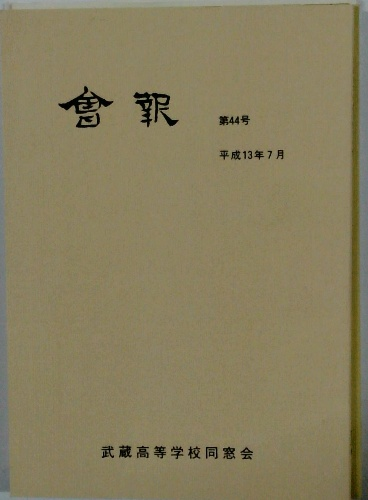 會報
第44号
平成13年7月
武蔵高等学校同窓会